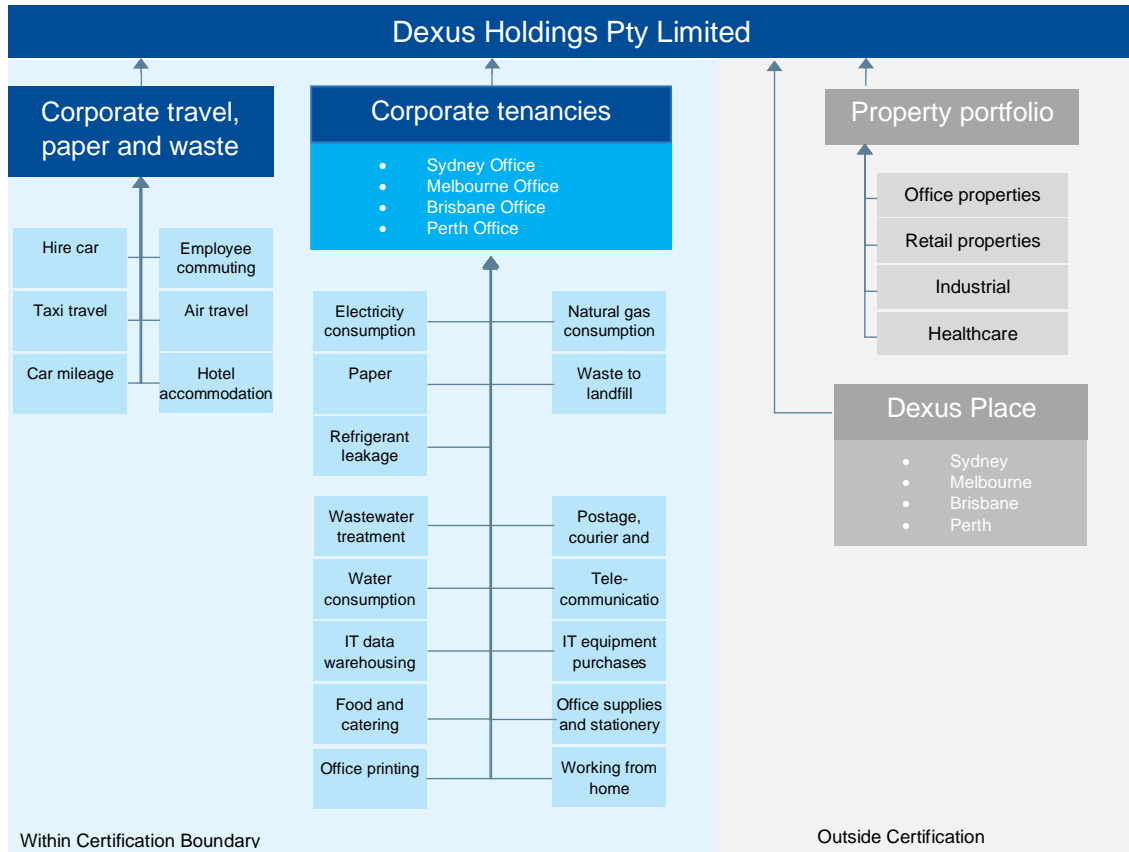 Dexus Holdings Pty Limited
Corporate travel,
paper and waste
Hire car
Employee
commuting
Taxi travel
Air travel
Car mileage
Hotel
accommodation
Corporate tenancies
• Sydney Office
• Melbourne Office
• Brisbane Office
• Perth Office
Electricity
consumption
Natural gas
consumption
Paper
Waste to
landfill
Refrigerant
leakage
Wastewater
treatment
Postage,
courier and
Water
consumption
Tele-
communicatio
IT data
warehousing
IT equipment
purchases
Food and
catering
Office supplies
and stationery
Office printing
Working from
home
Property portfolio
Office properties
Retail properties
Industrial
Healthcare
Dexus Place
• Sydney
• Melbourne
• Brisbane
• Perth
Within Certification Boundary
Outside Certification